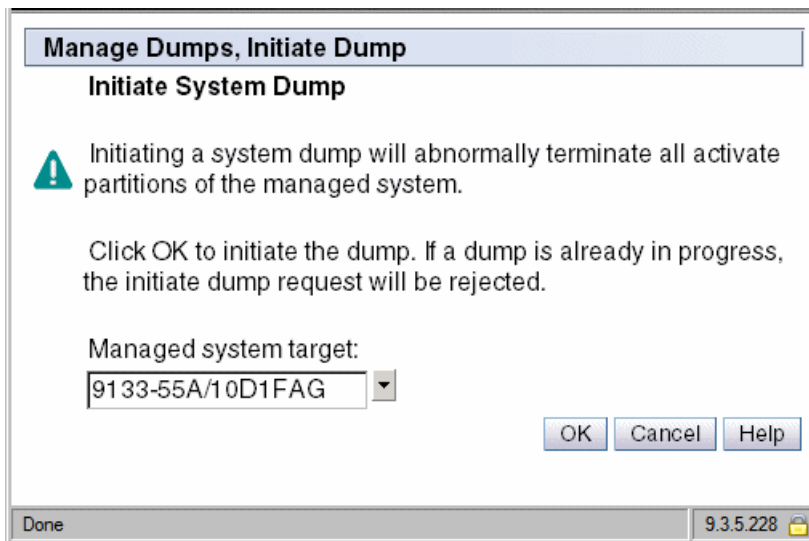 Manage Dumps, Initiate Dump
Initiate System Dump
Initiating a system dump will abnormally terminate all activate
partitions of the managed system.
Click OK to initiate the dump. If a dump is already in progress,
the initiate dump request will be rejected.
Managed system target:
9133-55A/10D1FAG
OK Cancel Help
Done 9.3.5.228